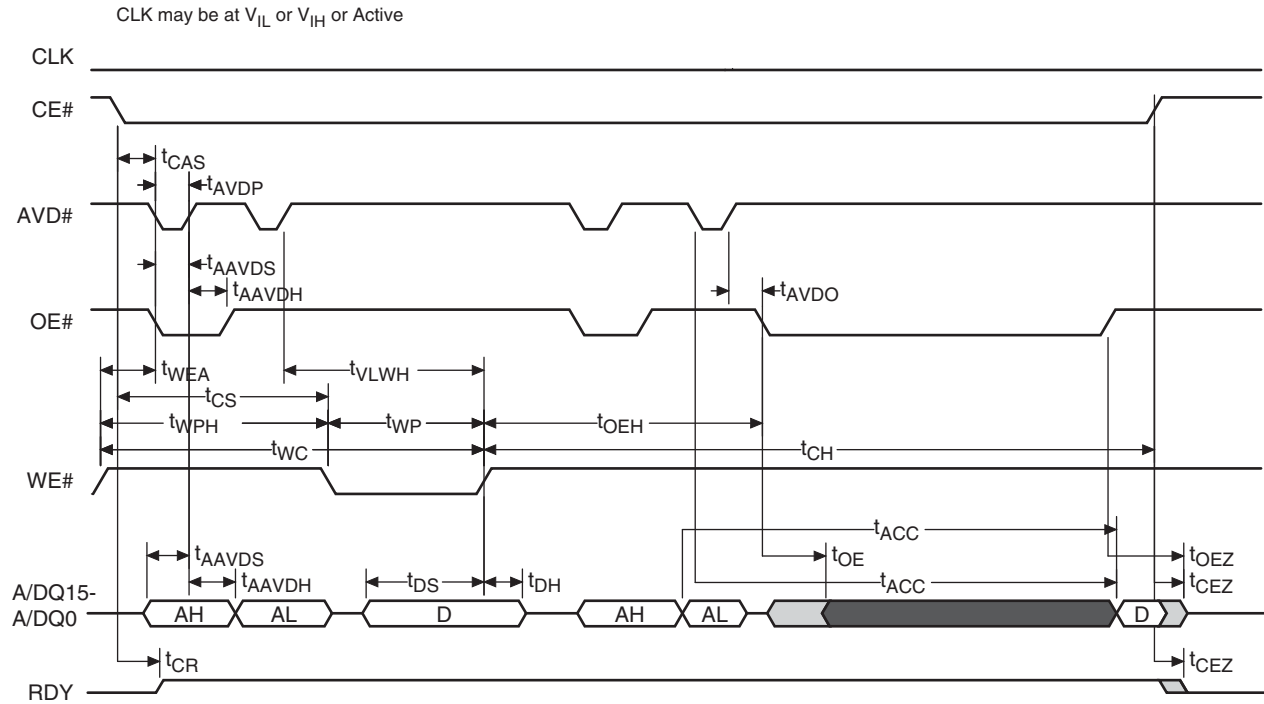 CLK may be at VIL or VIH or Active
CLK
CE#
tCAS
tAVDP
AVD#
tAAVDS
tAAVDH
tAVDO
OE#
tWEA
tVLWH
tCS
tWPH
tWP
tOEH
tWC
tCH
WE#
tACC
tAAVDS
tOE
tOEZ
tAAVDH
tDS
tDH
tACC
tCEZ
A/DQ15-
A/DQ0
AH
AL
D
AH
AL
D
tCR
tCEZ
RDY